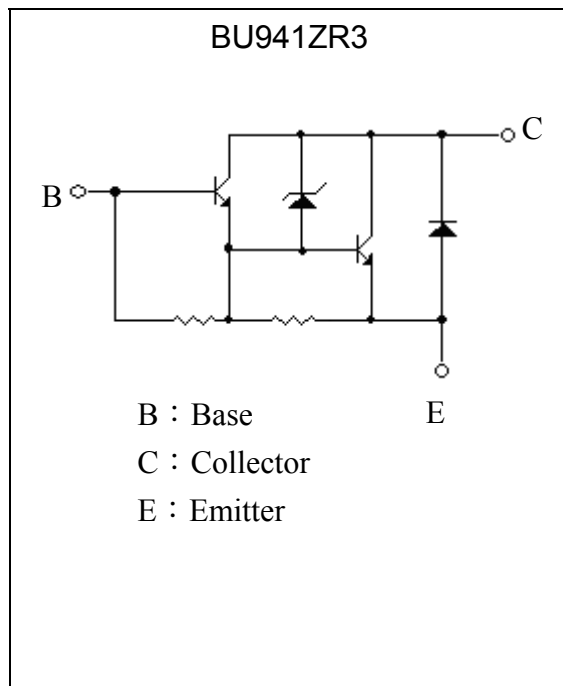 BU941ZR3
C
B
E
B：Base
C：Collector
E：Emitter